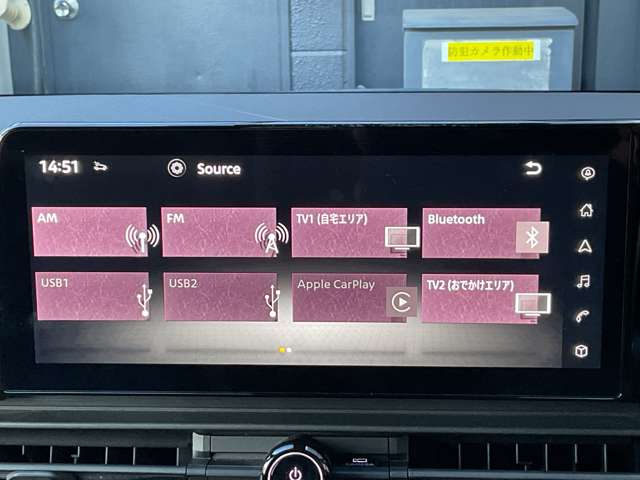 防犯カメラ作動中
14:51
Source
AM
FM
TV1 (自宅エリア)
Bluetooth
USB1
USB2
Apple CarPlay
TV2 (おでかけエリア)